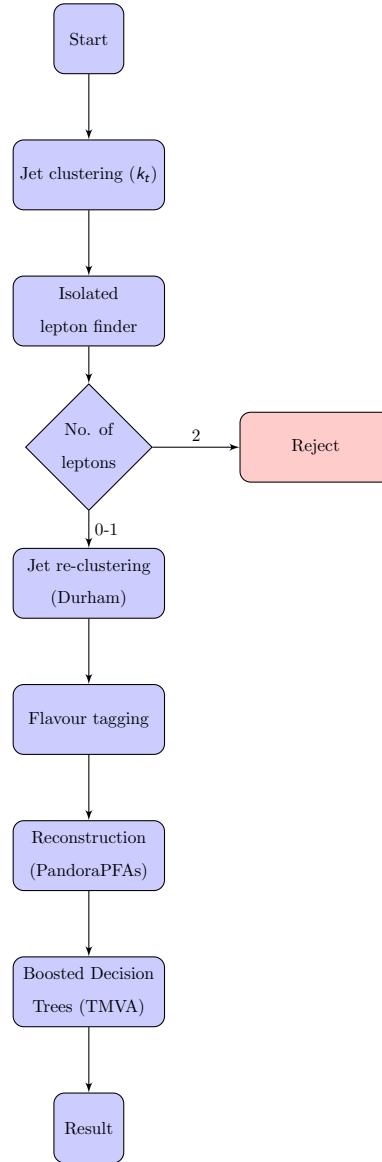 Start
Jet clustering (k_t)
Isolated
lepton finder
No. of
leptons
2
Reject
0-1
Jet re-clustering
(Durham)
Flavour tagging
Reconstruction
(PandoraPFAs)
Boosted Decision
Trees (TMVA)
Result